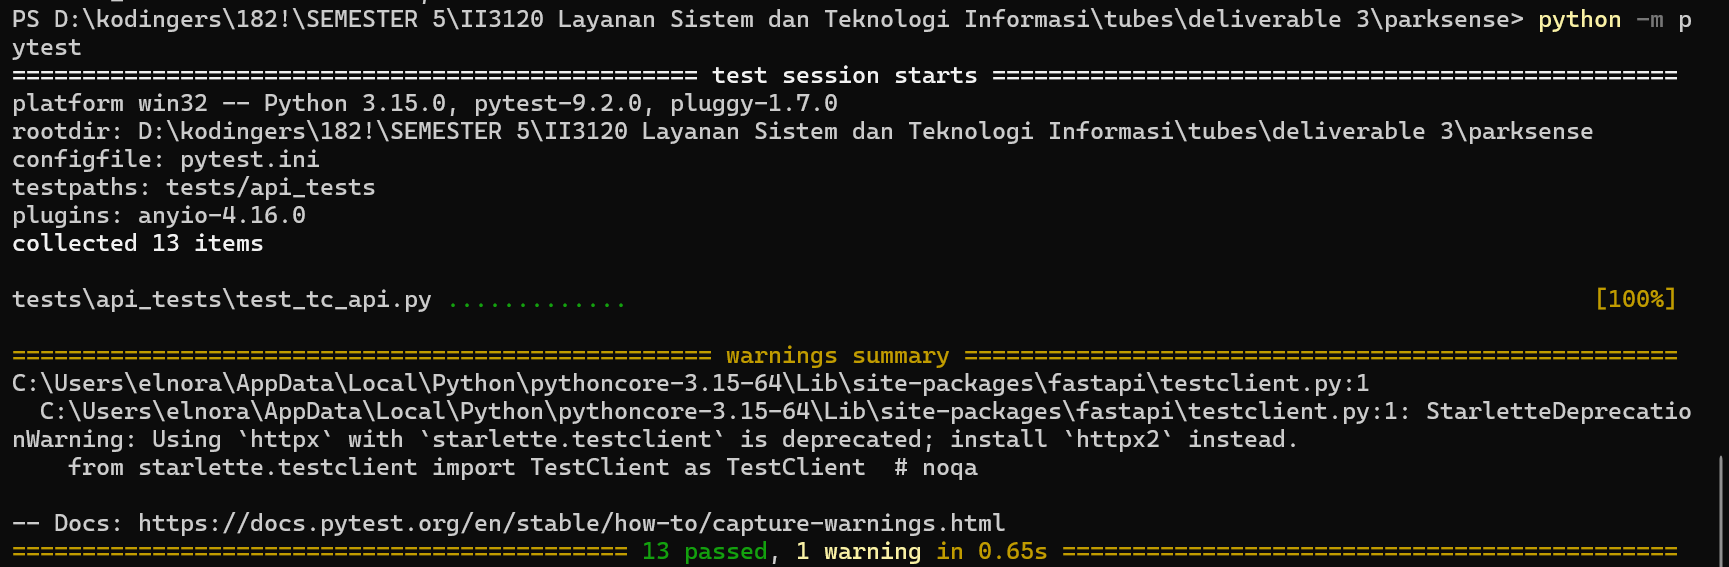 PS D:\kodingers\182!\SEMESTER 5\II3120 Layanan Sistem dan Teknologi Informasi\tubes\deliverable 3\parksense> python -m p
ytest
================================================= test session starts =================================================
platform win32 -- Python 3.15.0, pytest-9.2.0, pluggy-1.7.0
rootdir: D:\kodingers\182!\SEMESTER 5\II3120 Layanan Sistem dan Teknologi Informasi\tubes\deliverable 3\parksense
configfile: pytest.ini
testpaths: tests/api_tests
plugins: anyio-4.16.0
collected 13 items
tests\api_tests\test_tc_api.py .............                                                                     [100%]
================================================== warnings summary ===================================================
C:\Users\elnora\AppData\Local\Python\pythoncore-3.15-64\Lib\site-packages\fastapi\testclient.py:1
  C:\Users\elnora\AppData\Local\Python\pythoncore-3.15-64\Lib\site-packages\fastapi\testclient.py:1: StarletteDeprecatio
nWarning: Using `httpx` with `starlette.testclient` is deprecated; install `httpx2` instead.
    from starlette.testclient import TestClient as TestClient  # noqa
-- Docs: https://docs.pytest.org/en/stable/how-to/capture-warnings.html
============================================ 13 passed, 1 warning in 0.65s ============================================